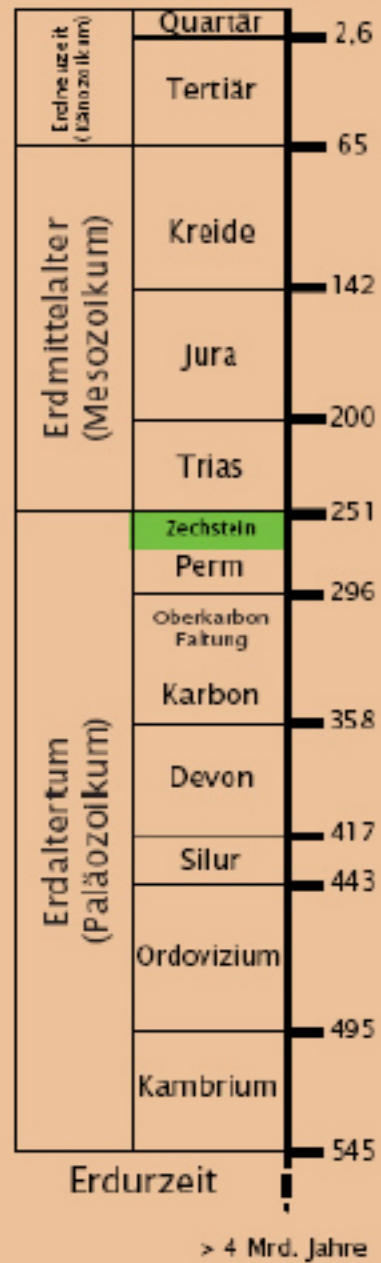 Erdneuzeit
(Känozoikum)
Quartär
2,6
Tertiär
65
Erdmittelalter
(Mesozoikum)
Kreide
142
Jura
200
Trias
251
Erdaltertum
(Paläozoikum)
Zechstein
Perm
296
Oberkarbon
Faltung
Karbon
358
Devon
417
Silur
443
Ordovizium
495
Kambrium
545
Erdurzeit
> 4 Mrd. Jahre